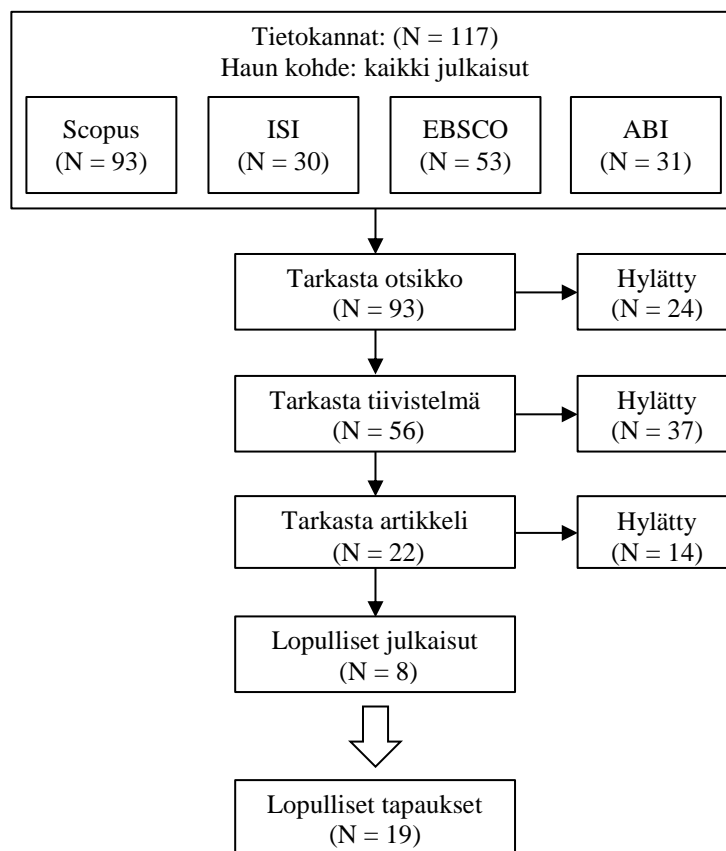 Tietokannat: (N = 117)
Haun kohde: kaikki julkaisut
Scopus
(N = 93)
ISI
(N = 30)
EBSCO
(N = 53)
ABI
(N = 31)
Tarkasta otsikko
(N = 93)
Hylätty
(N = 24)
Tarkasta tiivistelmä
(N = 56)
Hylätty
(N = 37)
Tarkasta artikkeli
(N = 22)
Hylätty
(N = 14)
Lopulliset julkaisut
(N = 8)
Lopulliset tapaukset
(N = 19)